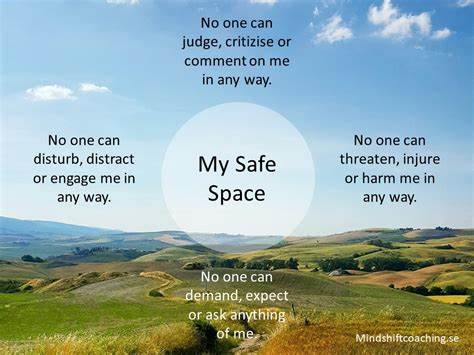 No one can
judge, critizise or
comment on me
in any way.
No one can
disturb, distract
or engage me in
any way.
My Safe
Space
No one can
threaten, injure
or harm me in
any way.
No one can
demand, expect
or ask anything
of me.
Mindshiftcoaching.se